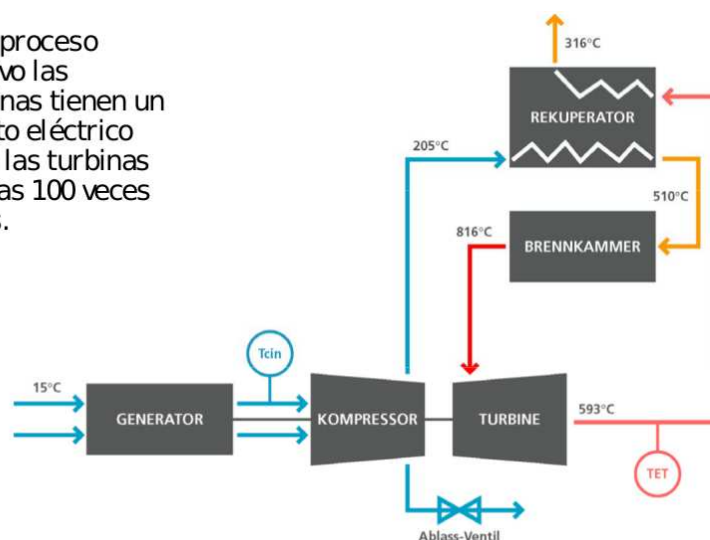 proceso
vo las
nas tienen un
to eléctrico
las turbinas
as 100 veces
316°C
REKUPERATOR
205°C
510°C
816°C
BRENNKAMMER
Tcin
15°C
GENERATOR
KOMPRESSOR
TURBINE
593°C
TET
Ablass-Ventil